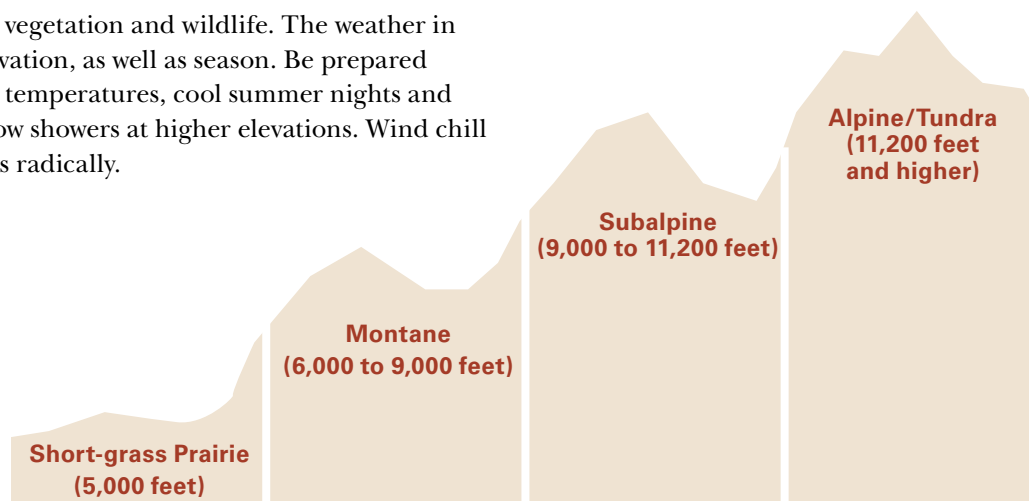 vegetation and wildlife. The weather in
as well as season. Be prepared
temperatures, cool summer nights and
showers at higher elevations. Wind chill
radically.
Alpine/Tundra
(11,200 feet
and higher)
Subalpine
(9,000 to 11,200 feet)
Montane
(6,000 to 9,000 feet)
Short-grass Prairie
(5,000 feet)